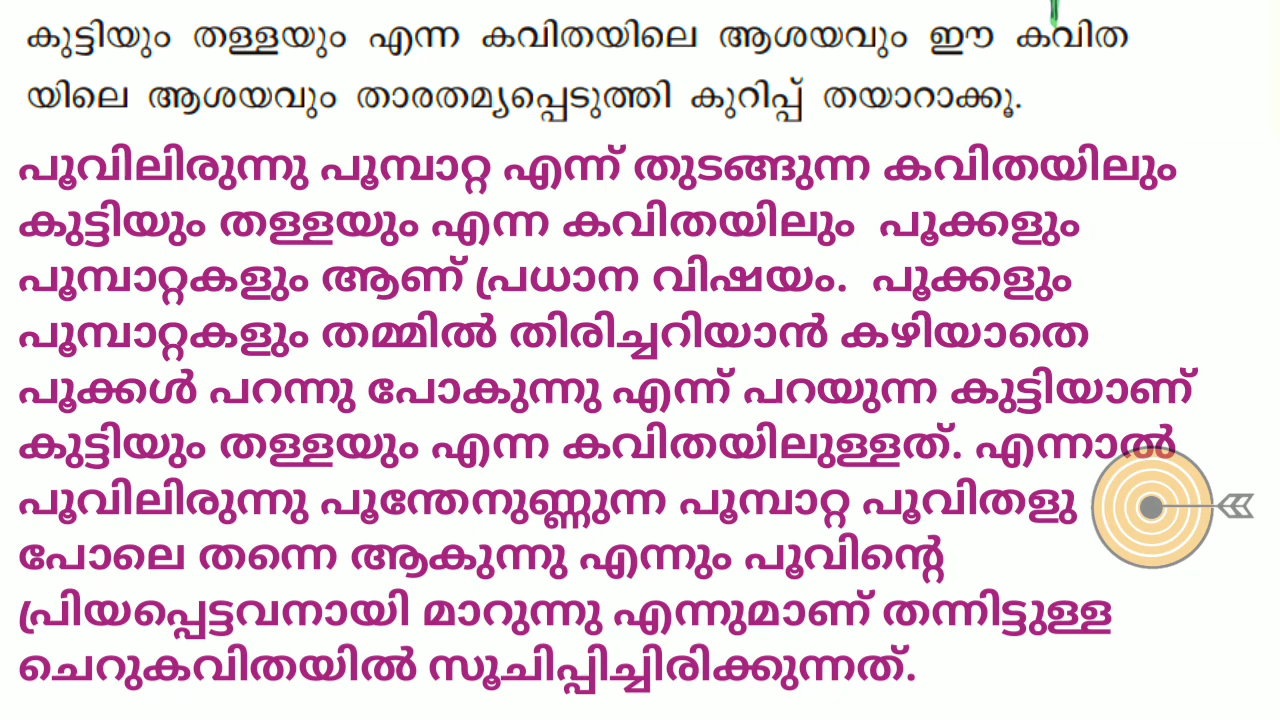 കുട്ടിയും തള്ളയും എന്ന കവിതയിലെ ആശയവും ഈ കവിത
യിലെ ആശയവും താരതമ്യപ്പെടുത്തി കുറിപ്പ് തയാറാക്കൂ.
പൂവിലിരുന്നു പൂമ്പാറ്റ എന്ന് തുടങ്ങുന്ന കവിതയിലും
കുട്ടിയും തള്ളയും എന്ന കവിതയിലും പൂക്കളും
പൂമ്പാറ്റകളും ആണ് പ്രധാന വിഷയം. പൂക്കളും
പൂമ്പാറ്റകളും തമ്മിൽ തിരിച്ചറിയാൻ കഴിയാതെ
പൂക്കൾ പറന്നു പോകുന്നു എന്ന് പറയുന്ന കുട്ടിയാണ്
കുട്ടിയും തള്ളയും എന്ന കവിതയിലുള്ളത്. എന്നാൽ
പൂവിലിരുന്നു പൂന്തേനുണ്ണുന്ന പൂമ്പാറ്റ പൂവിതളു
പോലെ തന്നെ ആകുന്നു എന്നും പൂവിന്റെ
പ്രിയപ്പെട്ടവനായി മാറുന്നു എന്നുമാണ് തന്നിട്ടുള്ള
ചെറുകവിതയിൽ സൂചിപ്പിച്ചിരിക്കുന്നത്.